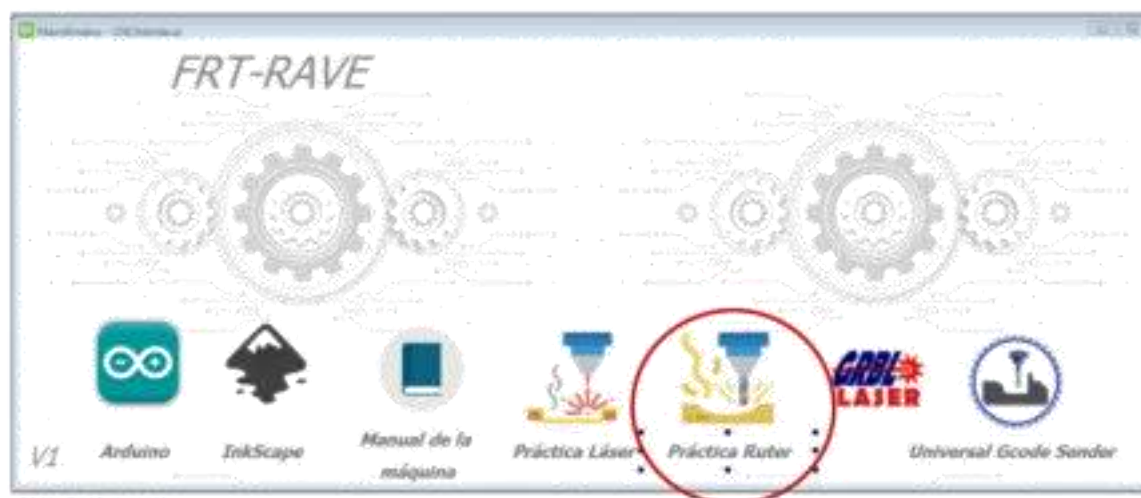 FRT-RAVE
GRBL
LASER
V1
Arduino
InkScape
Manual de la
máquina
Práctica Láser
Práctica Ruter
Universal Gcode Sender